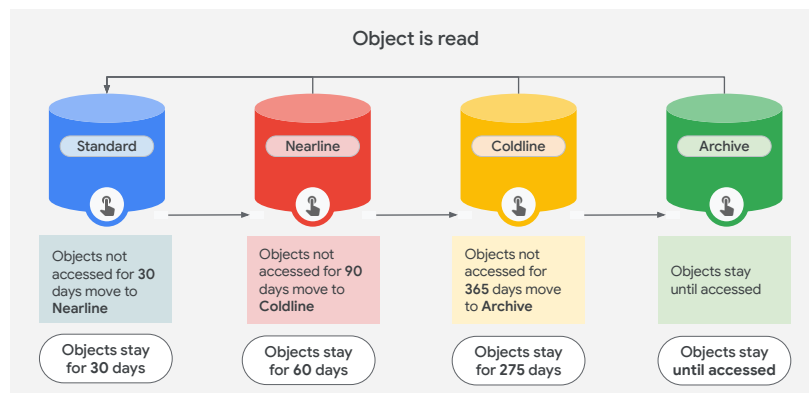 Object is read
Standard
Nearline
Coldline
Archive
Objects not
accessed for 30
days move to
Nearline
Objects not
accessed for 90
days move to
Coldline
Objects not
accessed for
365 days move
to Archive
Objects stay
until accessed
Objects stay
for 30 days
Objects stay
for 60 days
Objects stay
for 275 days
Objects stay
until accessed